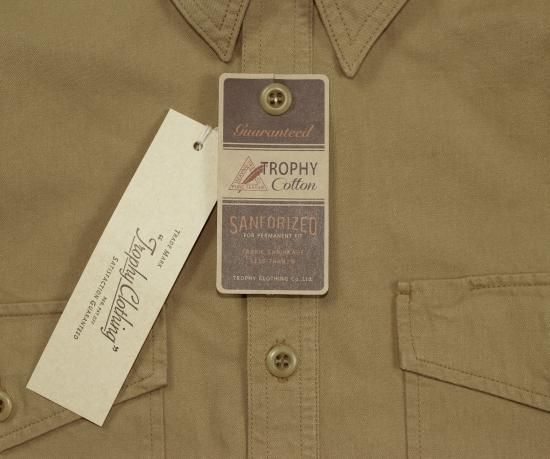 Guaranteed
TROPHY
Cotton
SANFORIZED
FOR PERMANENT FIT
FABRIC SHRINKAGE
LESS THAN 1%
TROPHY CLOTHING Co.,Ltd.
TRADE MARK
"Trophy Clothing"
SATISFACTION GUARANTEED